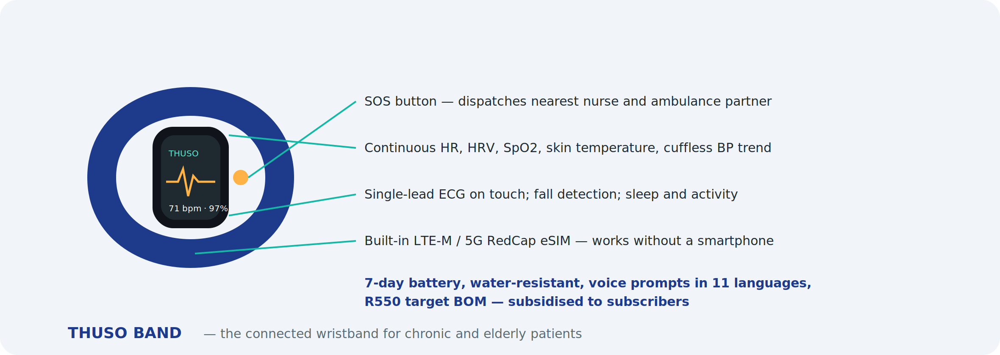 THUSO
71 bpm · 97%
SOS button — dispatches nearest nurse and ambulance partner
Continuous HR, HRV, SpO2, skin temperature, cuffless BP trend
Single-lead ECG on touch; fall detection; sleep and activity
Built-in LTE-M / 5G RedCap eSIM — works without a smartphone
7-day battery, water-resistant, voice prompts in 11 languages,
R550 target BOM — subsidised to subscribers
THUSO BAND — the connected wristband for chronic and elderly patients